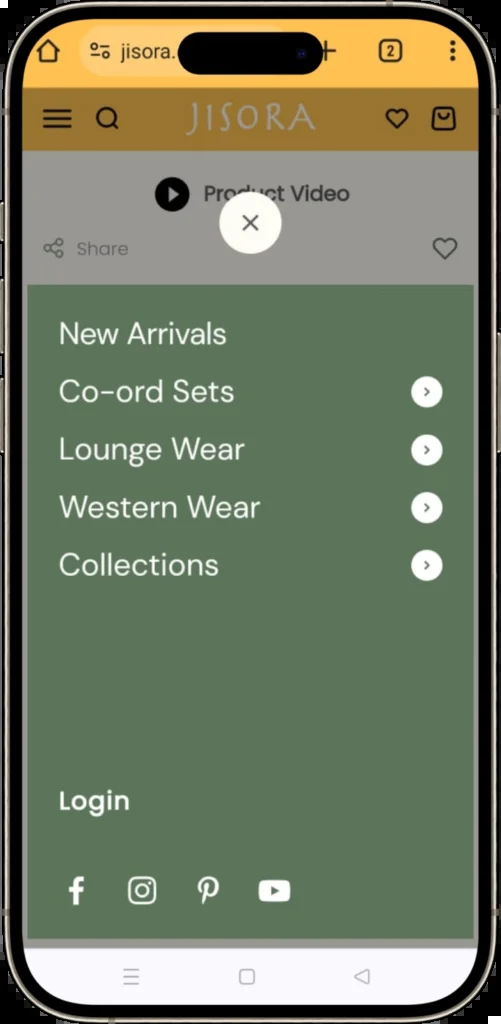 jisora.
2
JISORA
Product Video
Share
New Arrivals
Co-ord Sets
Lounge Wear
Western Wear
Collections
Login